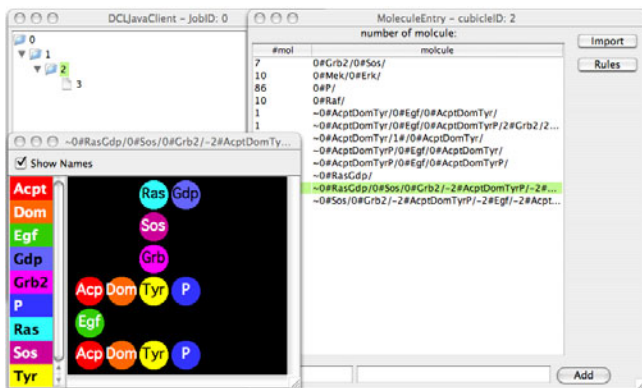 DCLJavaClient – JobID: 0
0
1
2
3
MoleculeEntry – cubicleID: 2
number of molcule:
#mol molcule
7 0#Grb2/0#Sos/
10 0#Mek/0#Erk/
86 0#P/
10 0#Raf/
1 ~0#AcptDomTyr/0#Egf/0#AcptDomTyr/
1 ~0#AcptDomTyr/0#Egf/0#AcptDomTyrP/2#Grb2/2...
~0#AcptDomTyr/1#/0#AcptDomTyr/
~0#AcptDomTyrP/0#Egf/0#AcptDomTyr/
~0#AcptDomTyrP/0#Egf/0#AcptDomTyrP/
~0#RasGdp/
~0#RasGdp/0#Sos/0#Grb2/~2#AcptDomTyrP/~2#...
~0#Sos/0#Grb2/~2#AcptDomTyrP/~2#Egf/~2#Acpt...
Import
Rules
Add
~0#RasGdp/0#Sos/0#Grb2/~2#AcptDomTy...
Show Names
Acpt
Dom
Egf
Gdp
Grb2
P
Ras
Sos
Tyr
Ras Gdp
Sos
Grb
Acp Dom Tyr P
Egf
Acp Dom Tyr P